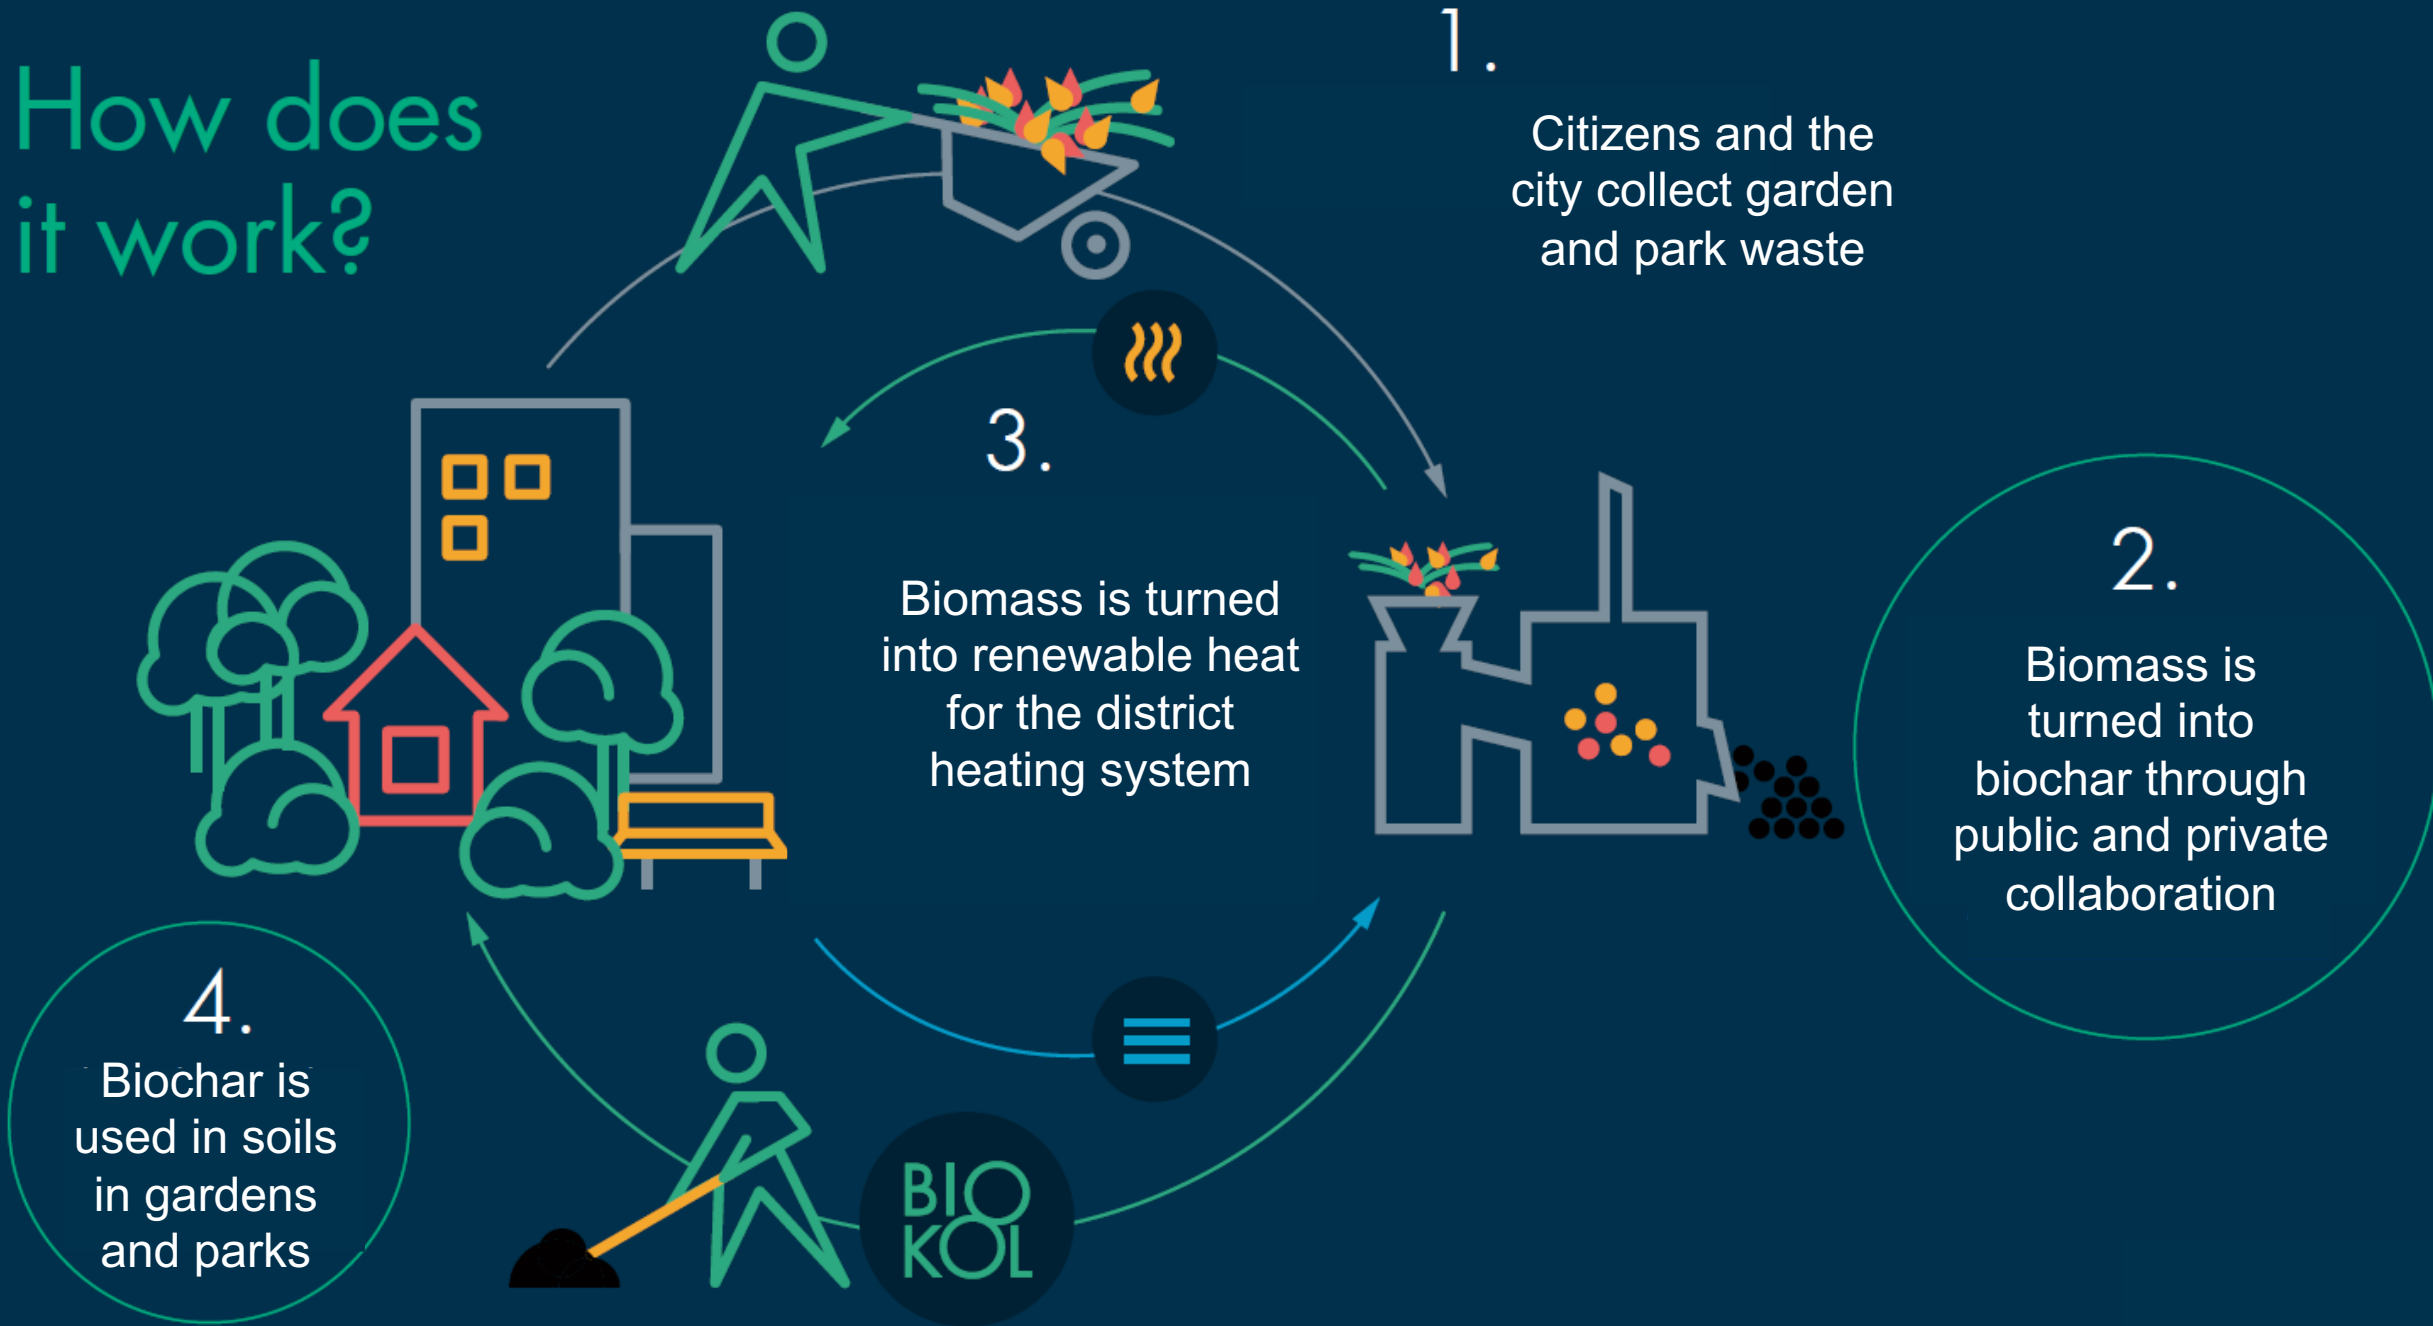 How does
it work?
1.
Citizens and the
city collect garden
and park waste
2.
Biomass is
turned into
biochar through
public and private
collaboration
3.
Biomass is turned
into renewable heat
for the district
heating system
4.
Biochar is
used in soils
in gardens
and parks
BIO
KOL